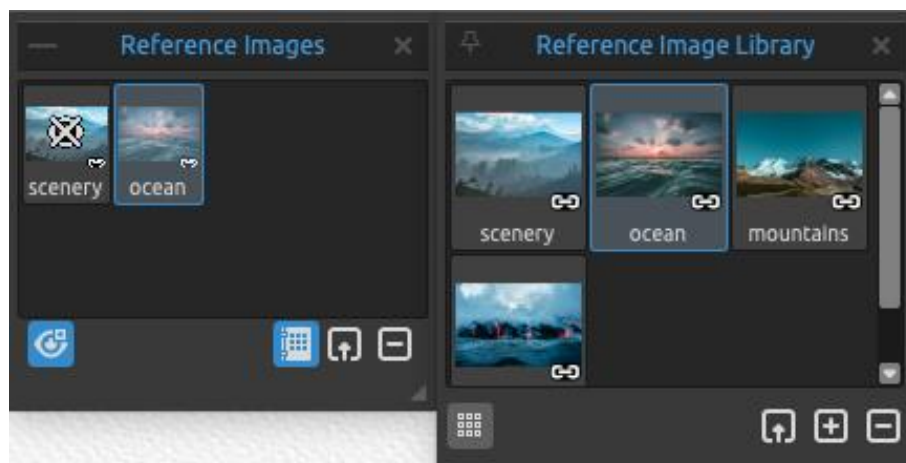 Reference Images
scenery
ocean
Reference Image Library
scenery
ocean
mountains